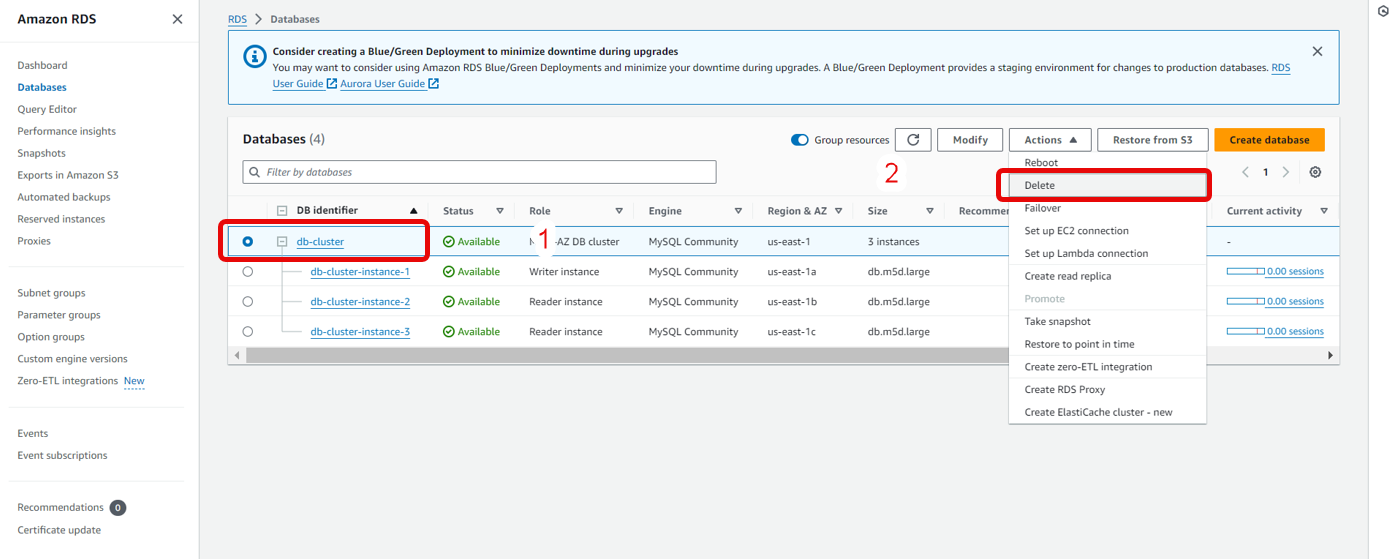 Amazon RDS
Dashboard
Databases
Query Editor
Performance insights
Snapshots
Exports in Amazon S3
Automated backups
Reserved instances
Proxies
Subnet groups
Parameter groups
Option groups
Custom engine versions
Zero-ETL integrations New
Events
Event subscriptions
Recommendations 0
Certificate update
RDS > Databases
Consider creating a Blue/Green Deployment to minimize downtime during upgrades
You may want to consider using Amazon RDS Blue/Green Deployments and minimize your downtime during upgrades. A Blue/Green Deployment provides a staging environment for changes to production databases. RDS
User Guide Aurora User Guide
Databases (4)
Group resources
Modify
Actions
Restore from S3
Create database
Filter by databases
2
1
Reboot
Delete
Failover
Set up EC2 connection
Set up Lambda connection
Create read replica
Promote
Take snapshot
Restore to point in time
Create zero-ETL integration
Create RDS Proxy
Create ElastiCache cluster - new
DB identifier Status Role Engine Region & AZ Size Current activity
db-cluster Available 1 -AZ DB cluster MySQL Community us-east-1 3 instances -
db-cluster-instance-1 Available Writer instance MySQL Community us-east-1a db.m5d.large 0.00 sessions
db-cluster-instance-2 Available Reader instance MySQL Community us-east-1b db.m5d.large 0.00 sessions
db-cluster-instance-3 Available Reader instance MySQL Community us-east-1c db.m5d.large 0.00 sessions